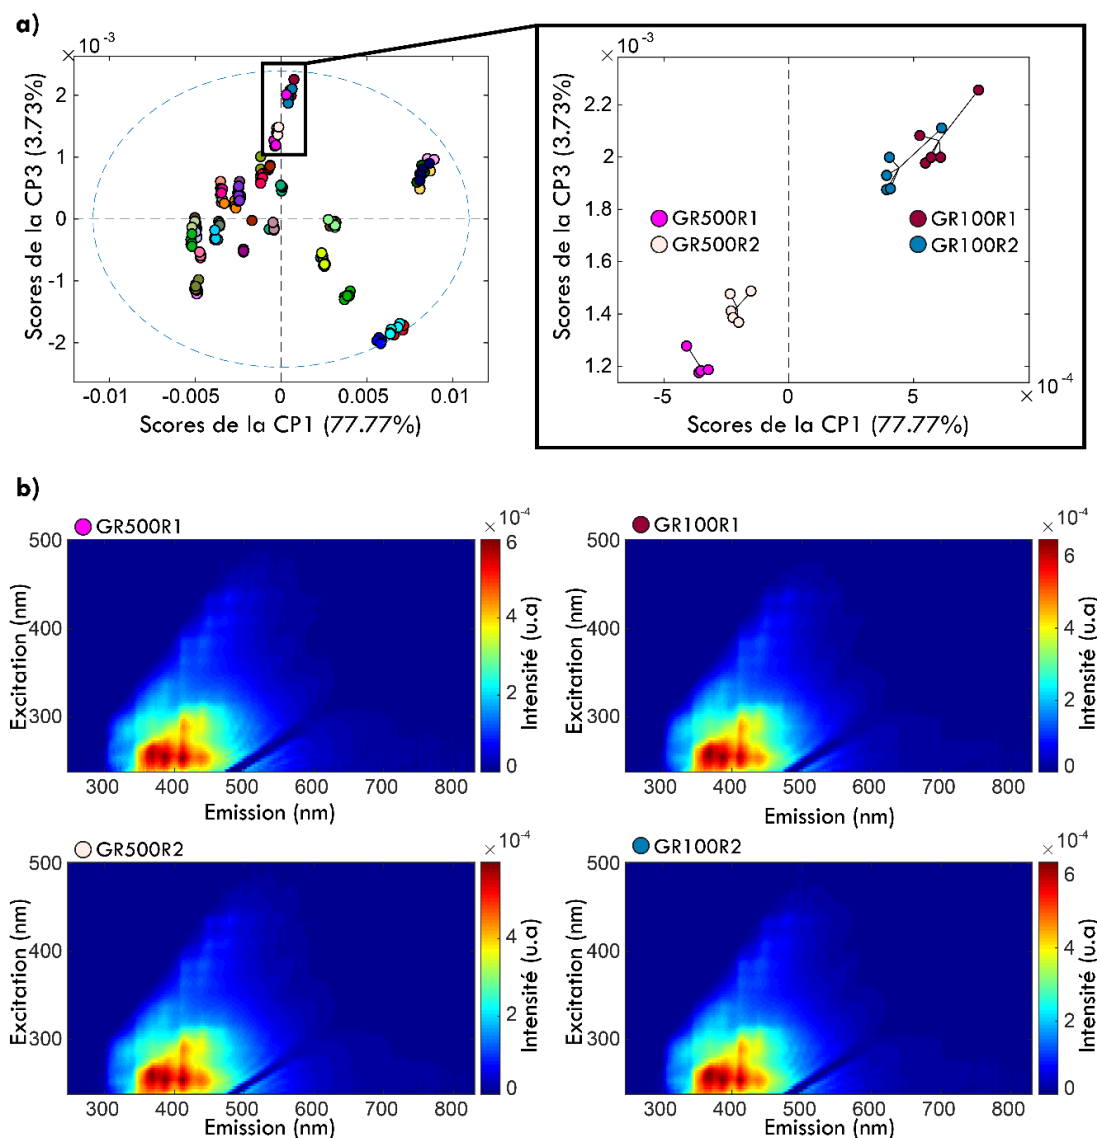 a)
× 10⁻³
2
1
0
-1
-2
-0.01
-0.005
0
0.005
0.01
Scores de la CP3 (3.73%)
Scores de la CP1 (77.77%)
× 10⁻³
2.2
2
1.8
1.6
1.4
1.2
-5
0
5
× 10⁻⁴
Scores de la CP3 (3.73%)
Scores de la CP1 (77.77%)
GR500R1
GR500R2
GR100R1
GR100R2
b)
GR500R1
× 10⁻⁴
500
400
300
300 400 500 600 700 800
Excitation (nm)
Emission (nm)
6
4
2
0
Intensité (u.a)
GR100R1
× 10⁻⁴
500
400
300
300 400 500 600 700 800
Excitation (nm)
Emission (nm)
6
4
2
0
Intensité (u.a)
GR500R2
× 10⁻⁴
500
400
300
300 400 500 600 700 800
Excitation (nm)
Emission (nm)
4
2
0
Intensité (u.a)
GR100R2
× 10⁻⁴
500
400
300
300 400 500 600 700 800
Excitation (nm)
Emission (nm)
6
4
2
0
Intensité (u.a)